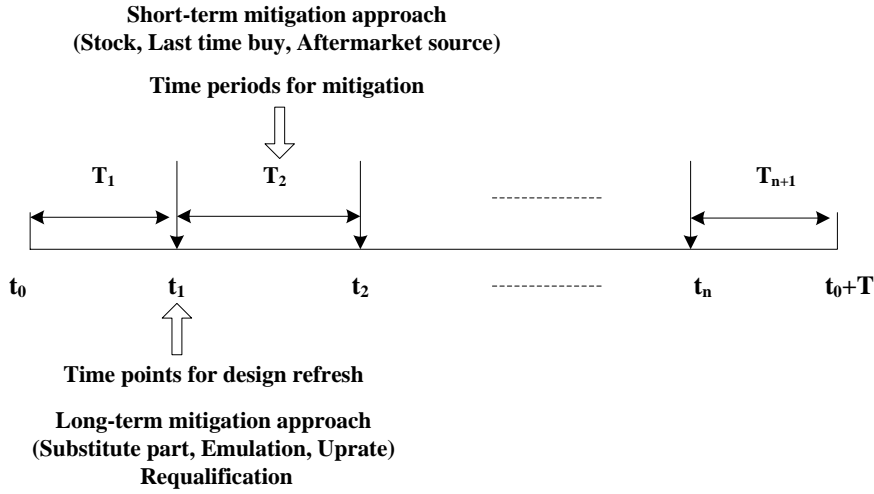 Short-term mitigation approach
(Stock, Last time buy, Aftermarket source)
Time periods for mitigation
T₁
T₂
Tₙ₊₁
t₀
t₁
t₂
tₙ
t₀+T
Time points for design refresh
Long-term mitigation approach
(Substitute part, Emulation, Uprate)
Requalification